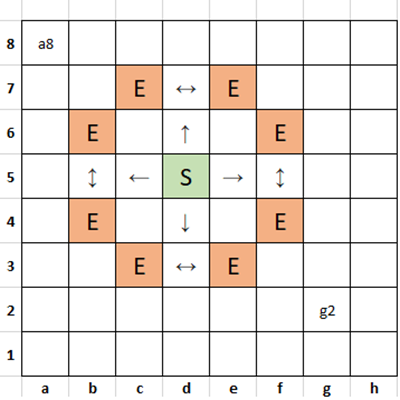 8 a8
7 E ↔ E
6 E ↑ E
5 ↕ ← S → ↕
4 E ↓ E
3 E ↔ E
2 g2
1
a b c d e f g h